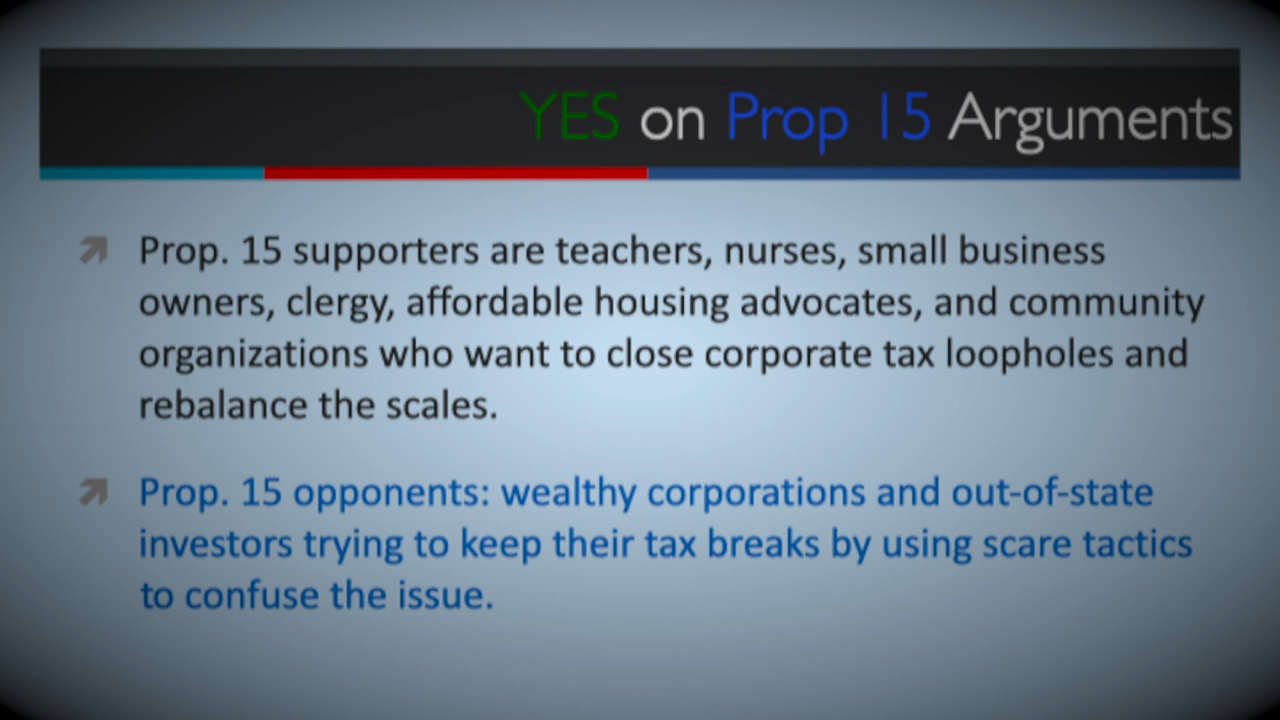 YES on Prop 15 Arguments
Prop. 15 supporters are teachers, nurses, small business
owners, clergy, affordable housing advocates, and community
organizations who want to close corporate tax loopholes and
rebalance the scales.
Prop. 15 opponents: wealthy corporations and out-of-state
investors trying to keep their tax breaks by using scare tactics
to confuse the issue.